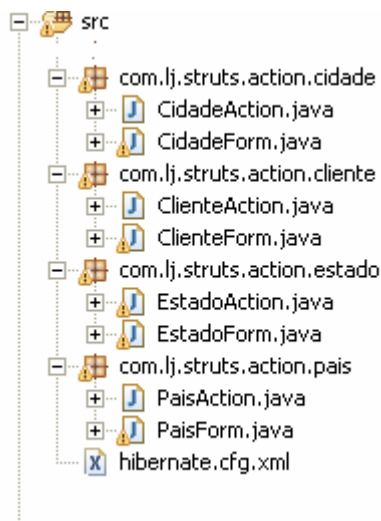 src
com.lj.struts.action.cidade
CidadeAction.java
CidadeForm.java
com.lj.struts.action.cliente
ClienteAction.java
ClienteForm.java
com.lj.struts.action.estado
EstadoAction.java
EstadoForm.java
com.lj.struts.action.pais
PaisAction.java
PaisForm.java
hibernate.cfg.xml